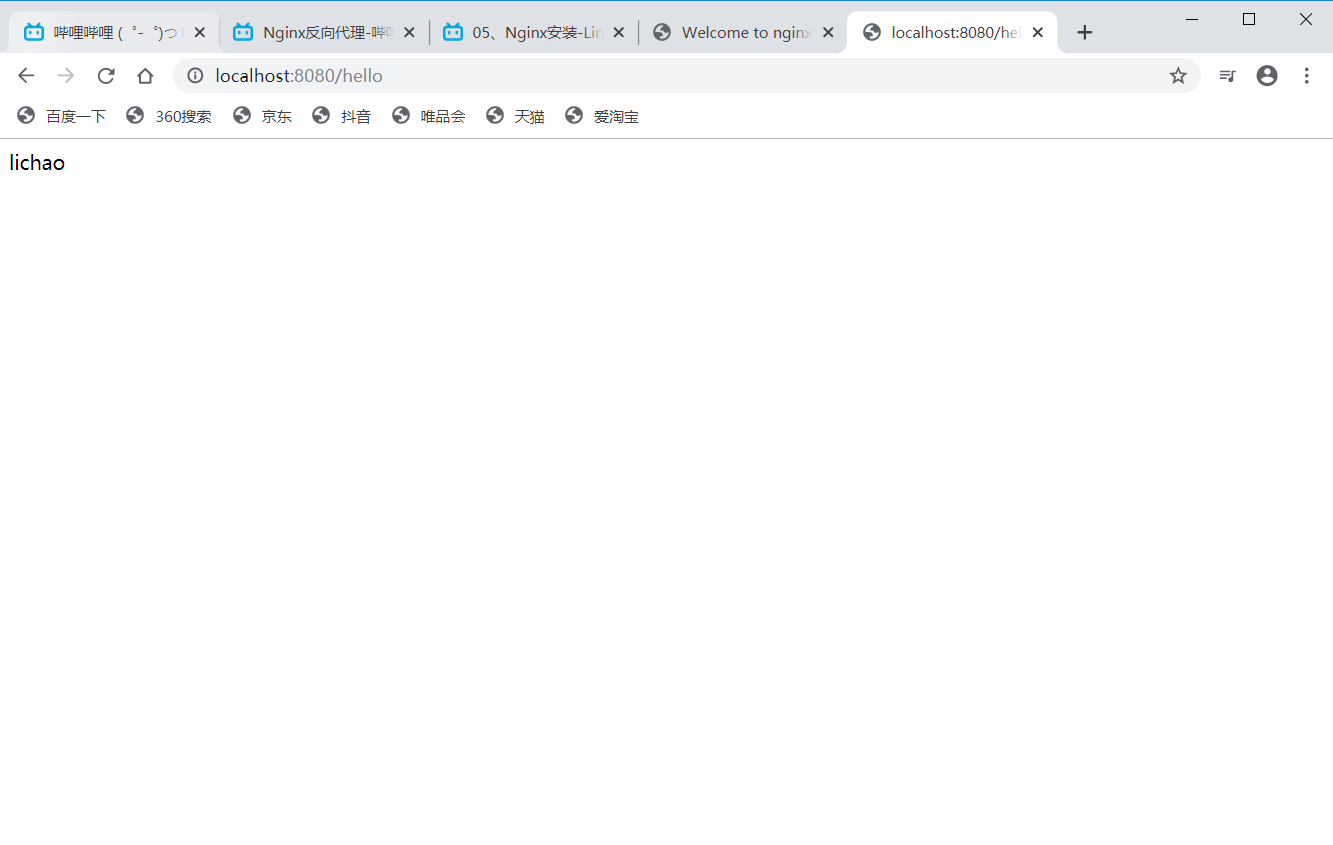 哔哩哔哩 (゜-゜)つ
Nginx反向代理-哔
05、Nginx安装-Lin
Welcome to nginx
localhost:8080/hel
localhost:8080/hello
百度一下
360搜索
京东
抖音
唯品会
天猫
爱淘宝
lichao